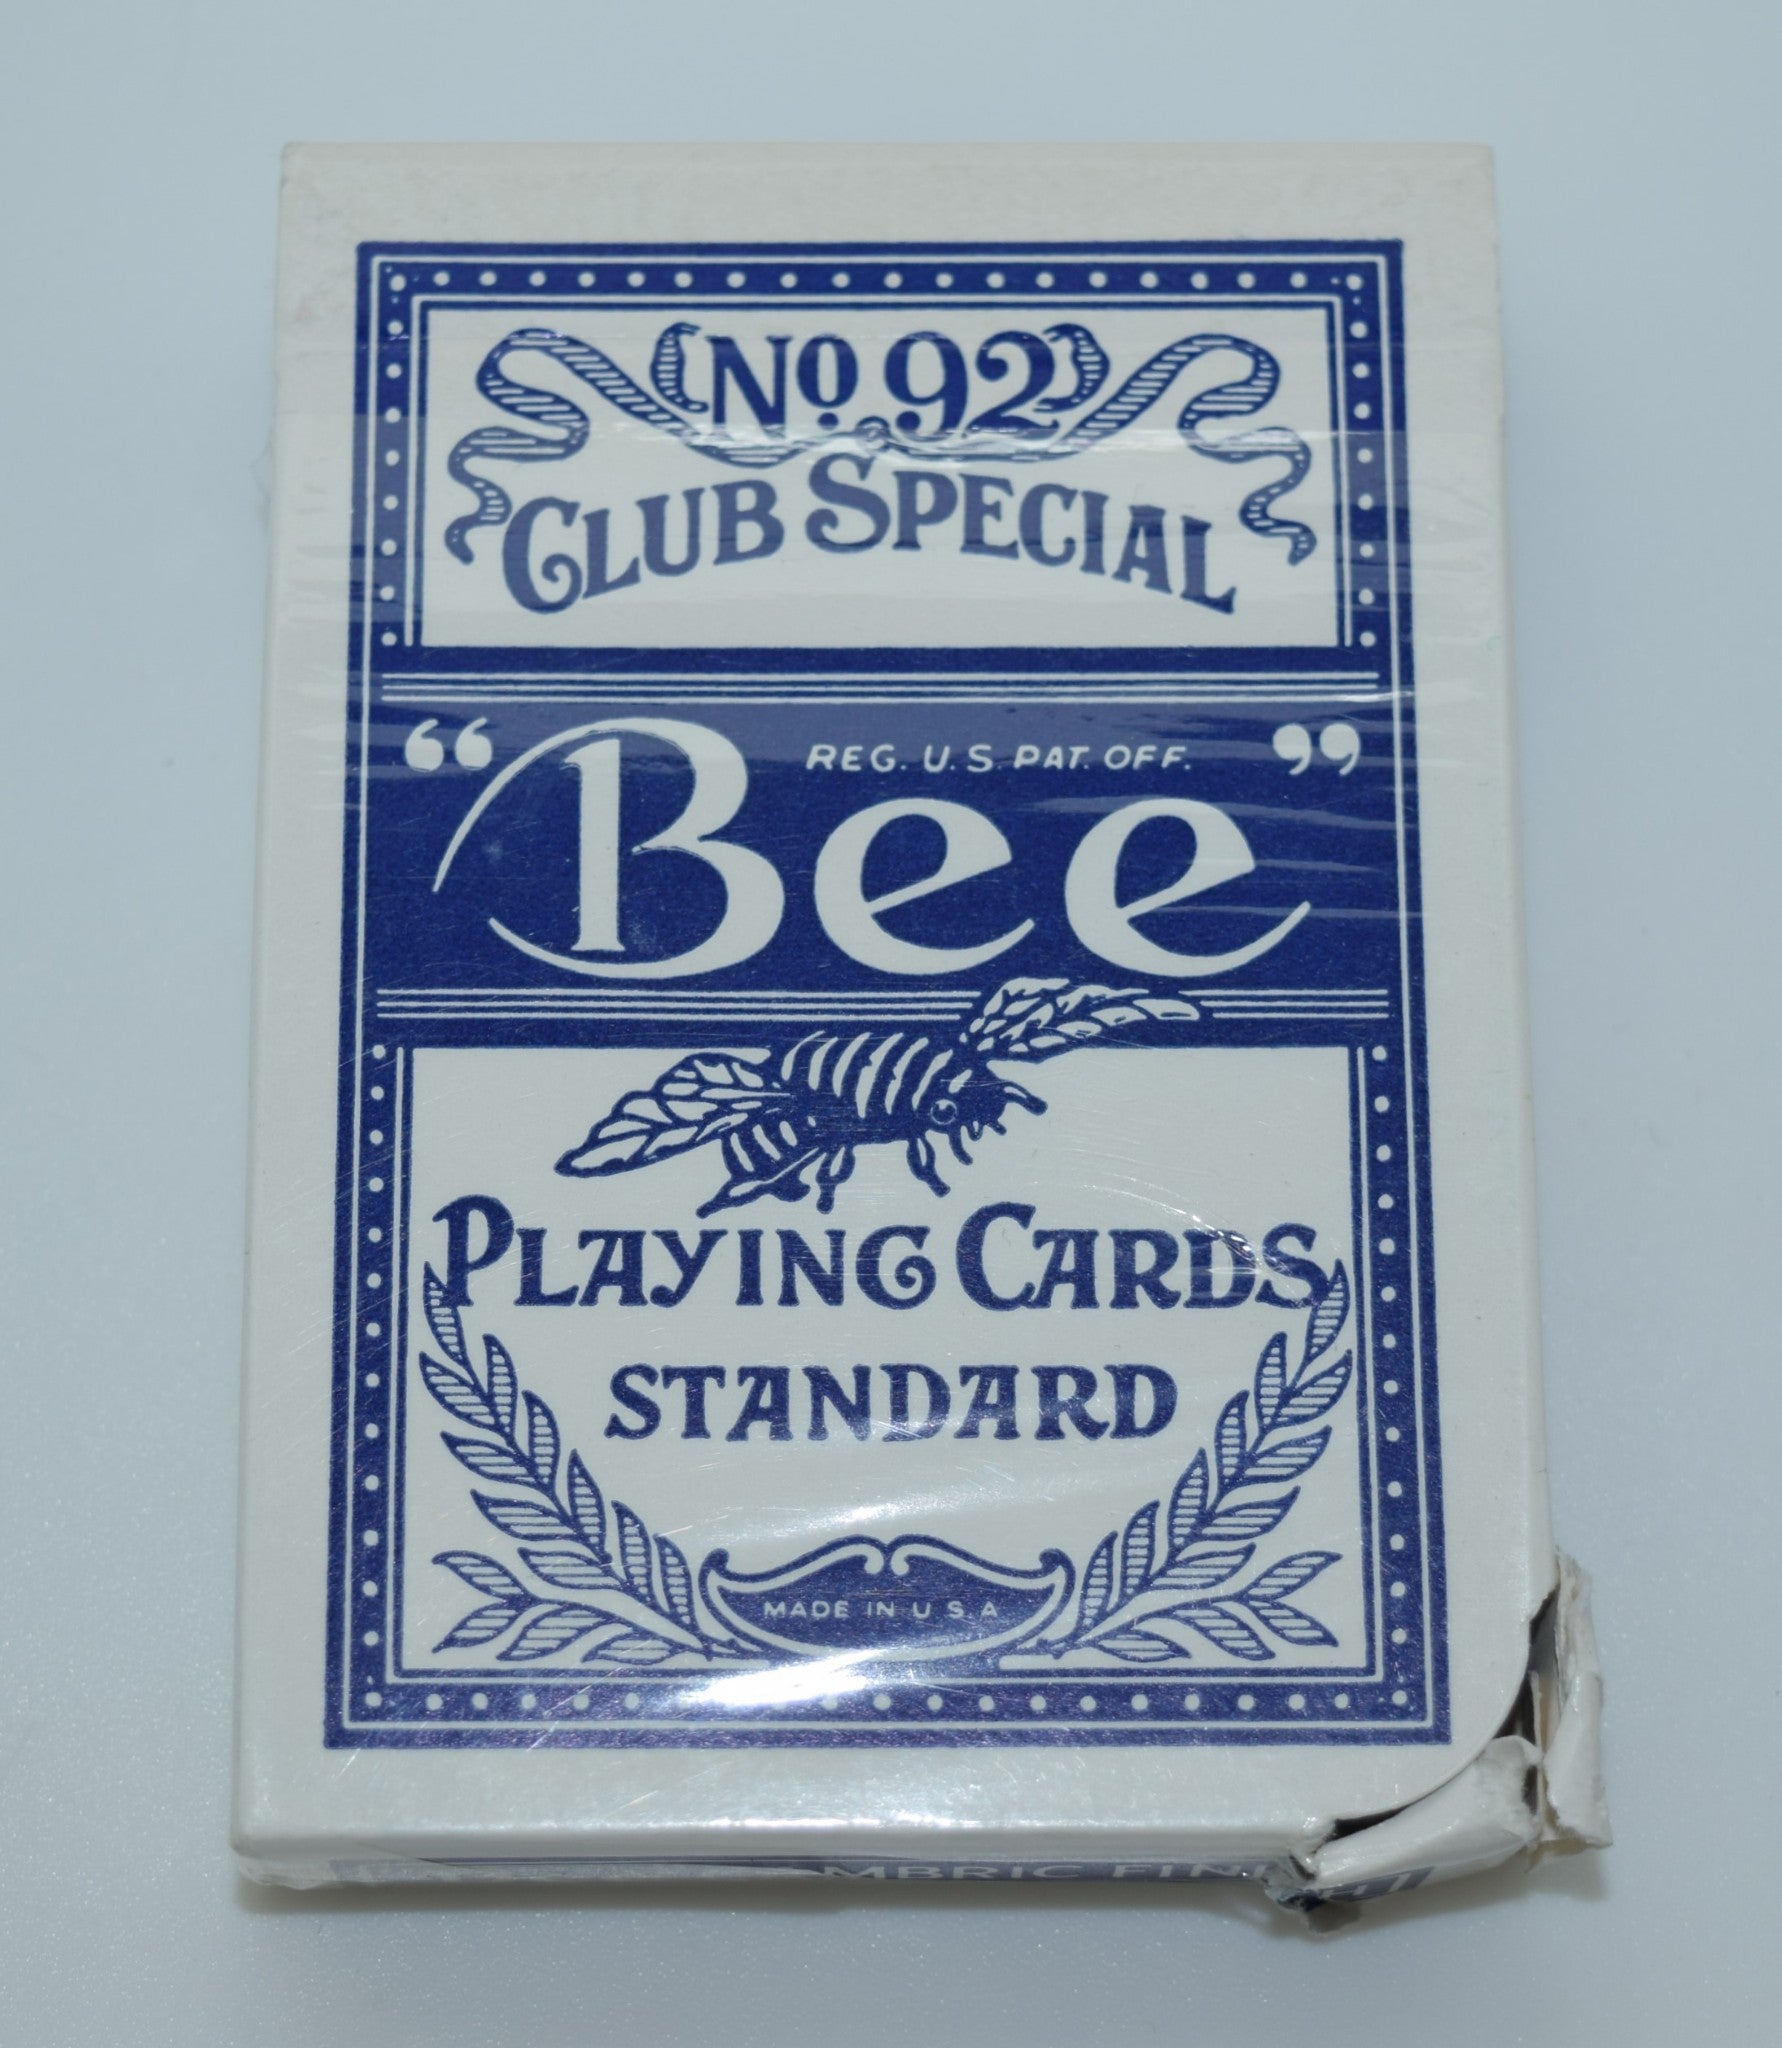 No. 92
CLUB SPECIAL
“Bee”
REG. U.S. PAT. OFF.
PLAYING CARDS
STANDARD
MADE IN U.S.A